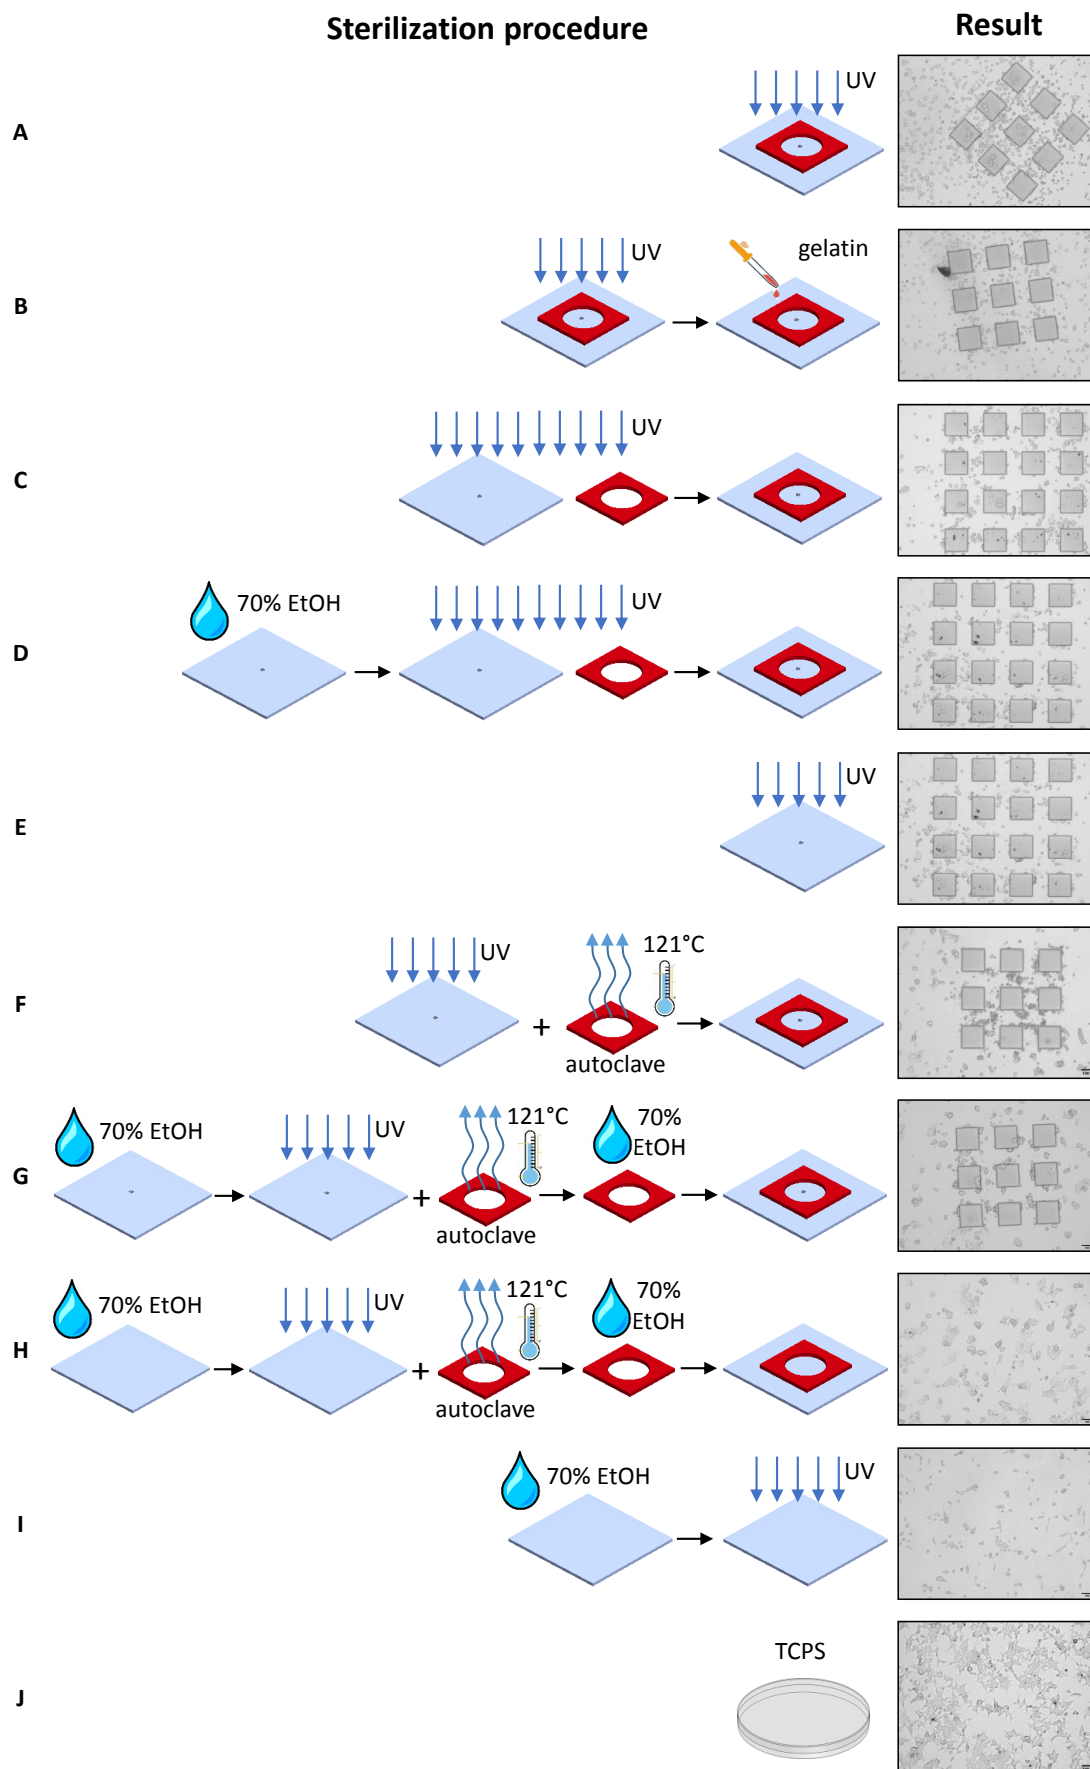 Sterilization procedure
Result
A
UV
B
UV
gelatin
C
UV
D
70% EtOH
UV
E
UV
F
UV
+
121°C
autoclave
G
70% EtOH
UV
+
121°C
autoclave
70%
EtOH
H
70% EtOH
UV
+
121°C
autoclave
70%
EtOH
I
70% EtOH
UV
J
TCPS